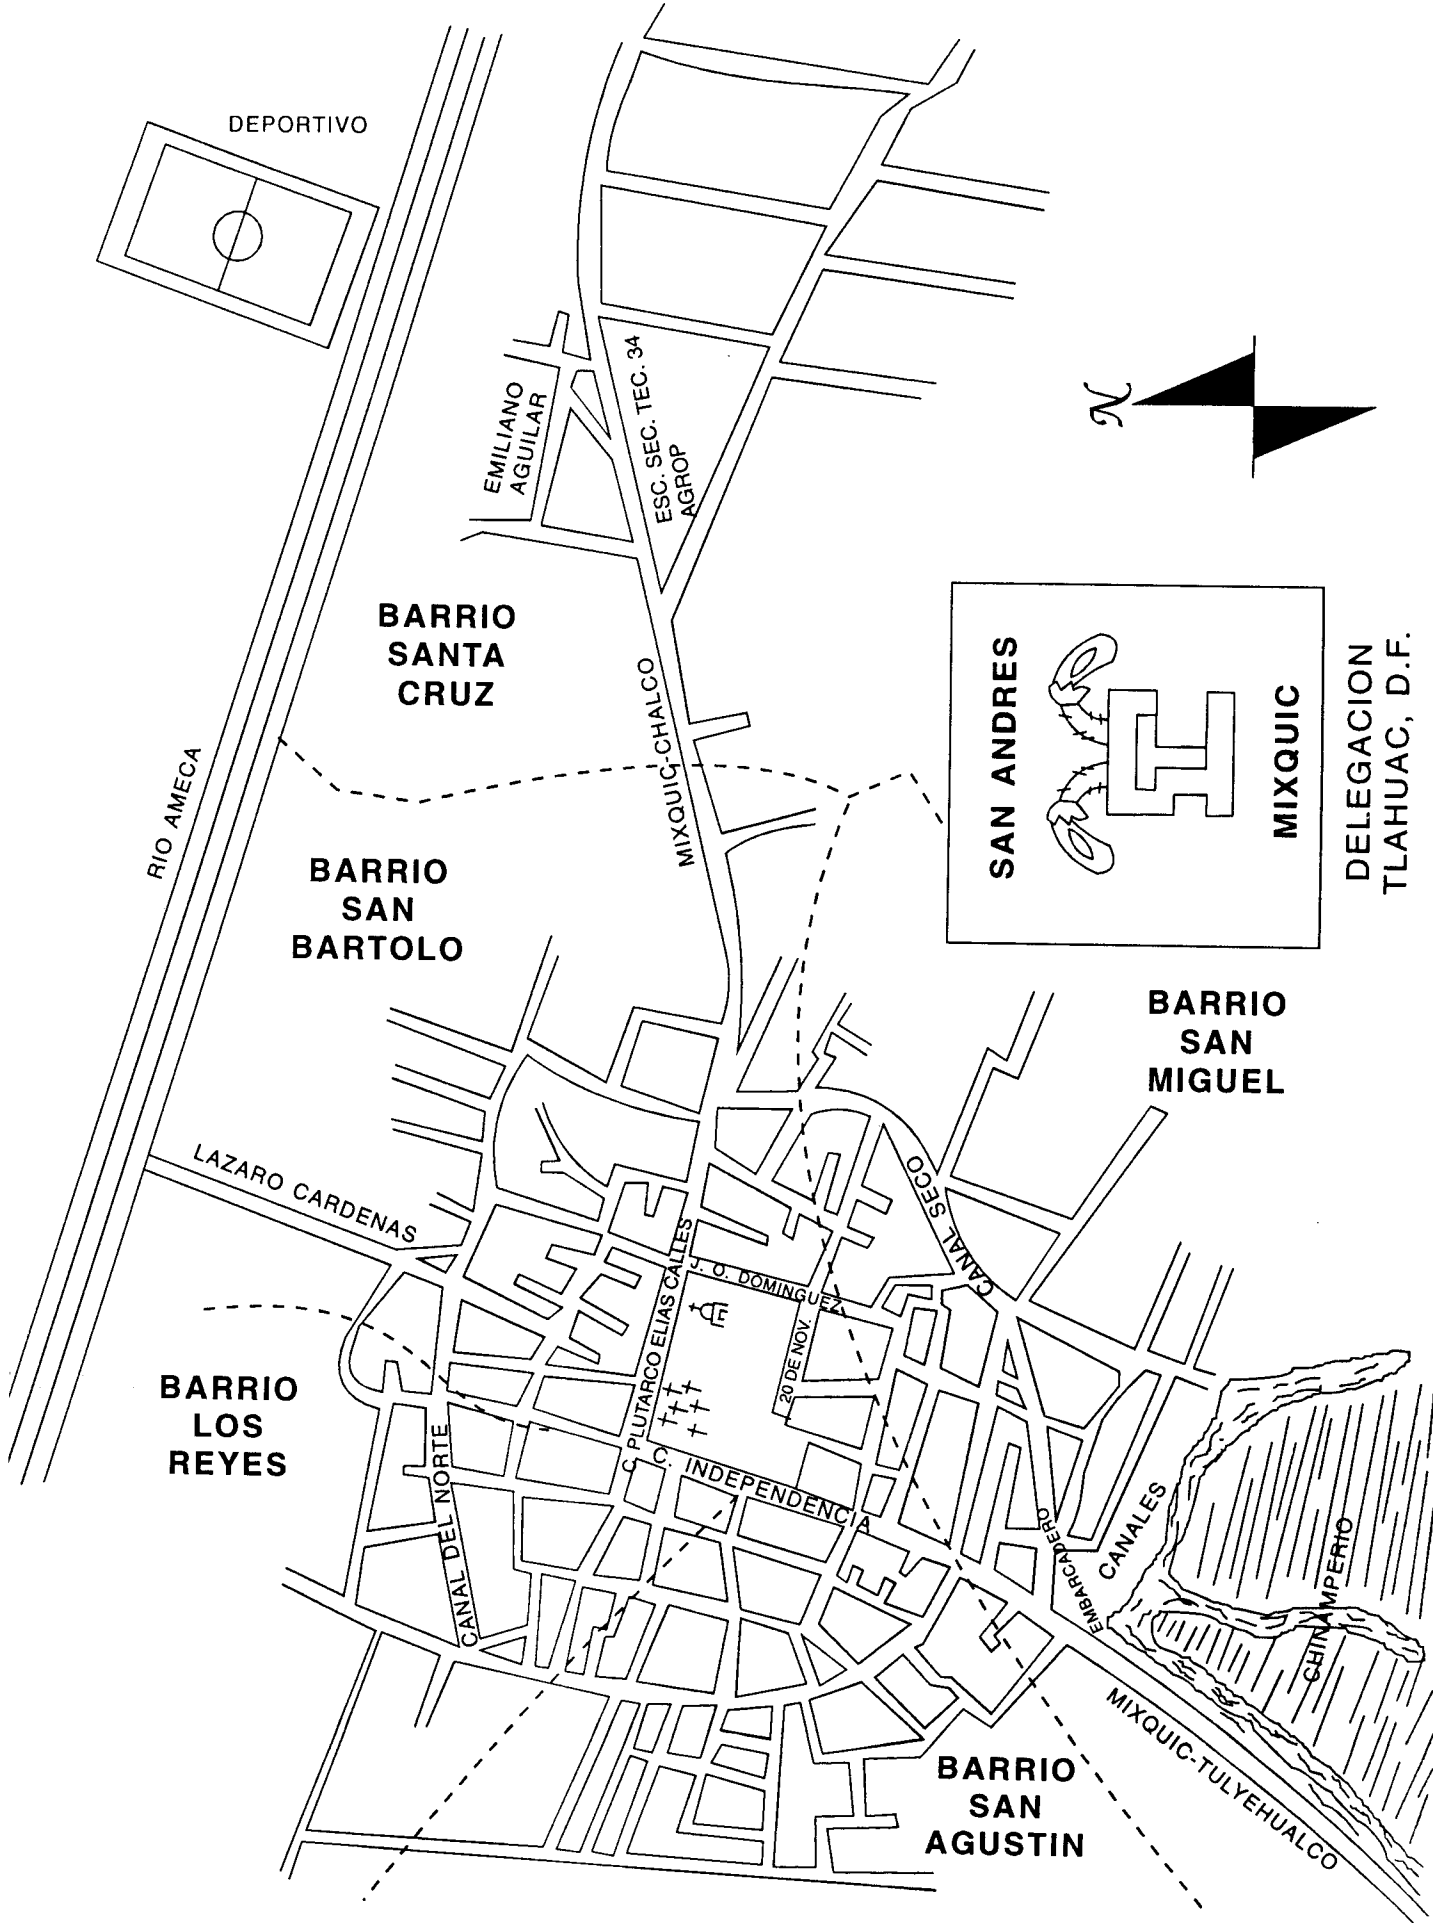 DEPORTIVO
EMILIANO
AGUILAR
ESC. SEC. TEC. 34
AGROP
N
BARRIO
SANTA
CRUZ
RIO AMECA
MIXQUIC-CHALCO
SAN ANDRES
MIXQUIC
DELEGACION
TLAHUAC, D.F.
BARRIO
SAN
BARTOLO
BARRIO
SAN
MIGUEL
LAZARO CARDENAS
CANAL SECO
J. O. DOMINGUEZ
C. PLUTARCO ELIAS CALLES
20 DE NOV.
BARRIO
LOS
REYES
CANAL DEL NORTE
C. INDEPENDENCIA
EMBARCADERO
CANALES
CHINAMPERIO
MIXQUIC-TULYEHUALCO
BARRIO
SAN
AGUSTIN